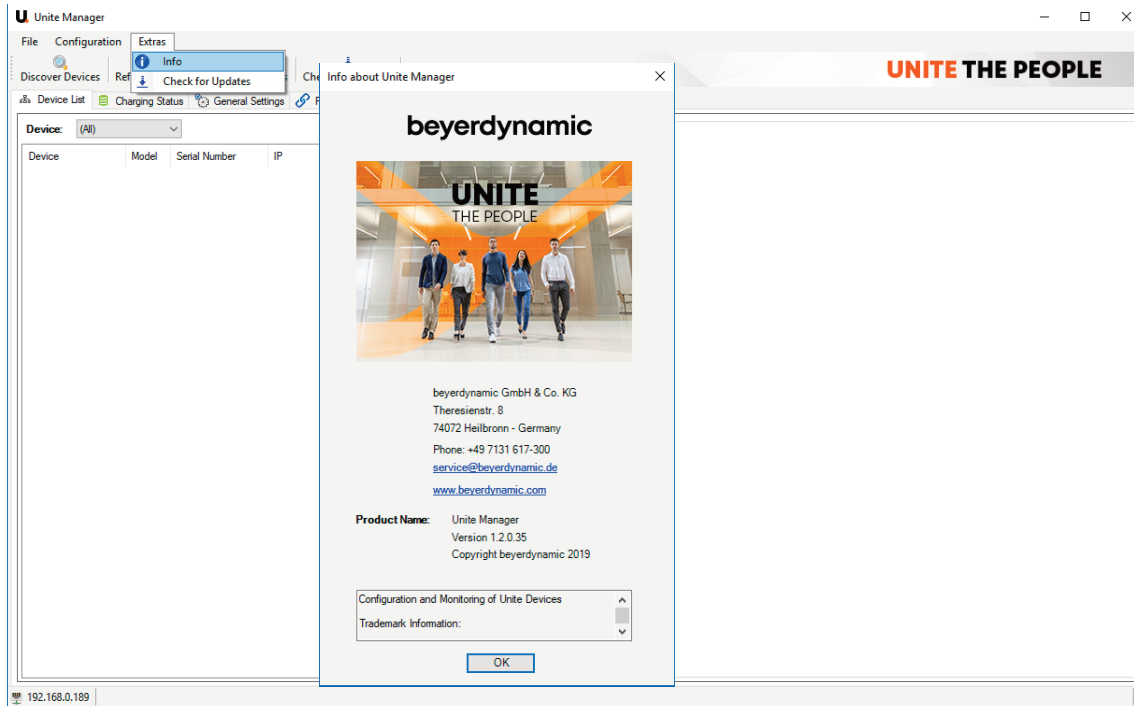 Unite Manager
File Configuration Extras
Info
Check for Updates
Discover Devices
UNITE THE PEOPLE
Device List Charging Status General Settings
Device: (All)
Device Model Serial Number IP
Info about Unite Manager
beyerdynamic
UNITE
THE PEOPLE
beyerdynamic GmbH & Co. KG
Theresienstr. 8
74072 Heilbronn - Germany
Phone: +49 7131 617-300
service@beyerdynamic.de
www.beyerdynamic.com
Product Name: Unite Manager
Version 1.2.0.35
Copyright beyerdynamic 2019
Configuration and Monitoring of Unite Devices
Trademark Information:
OK
192.168.0.189